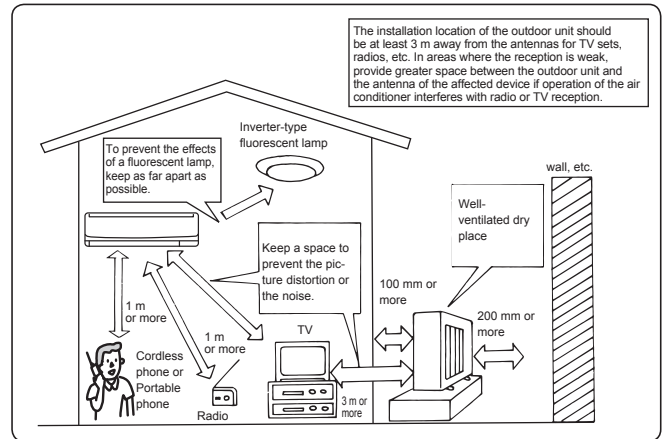 The installation location of the outdoor unit should
be at least 3 m away from the antennas for TV sets,
radios, etc. In areas where the reception is weak,
provide greater space between the outdoor unit and
the antenna of the affected device if operation of the air
conditioner interferes with radio or TV reception.
Inverter-type
fluorescent lamp
To prevent the effects
of a fluorescent lamp,
keep as far apart as
possible.
wall, etc.
Well-
ventilated dry
place
Keep a space to
prevent the pic-
ture distortion or
the noise.
100 mm or
more
200 mm or
more
1 m
or more
1 m
or more
TV
Cordless
phone or
Portable
phone
Radio
3 m or
more